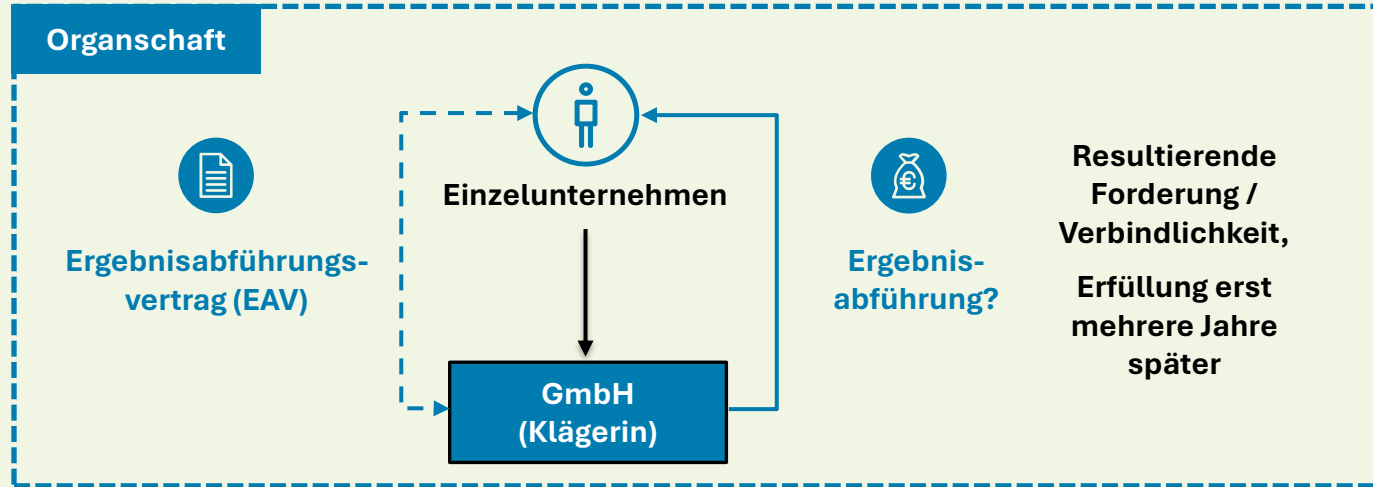 Organschaft
Einzelunternehmen
Ergebnisabführungs-
vertrag (EAV)
€
Ergebnis-
abführung?
Resultierende
Forderung /
Verbindlichkeit,
Erfüllung erst
mehrere Jahre
später
GmbH
(Klägerin)